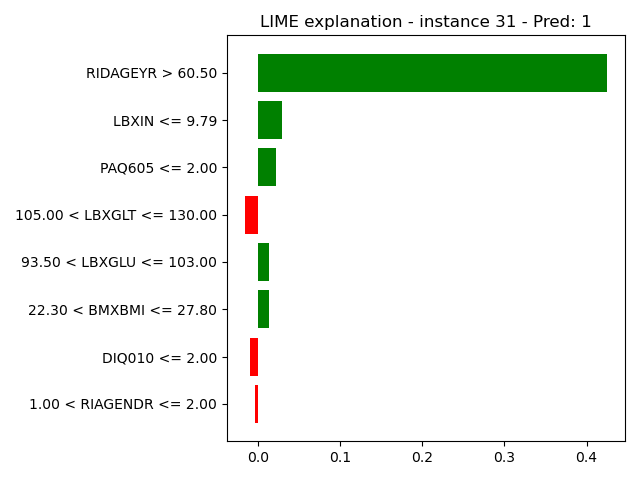 LIME explanation - instance 31 - Pred: 1
RIDAGEYR > 60.50
LBXIN <= 9.79
PAQ605 <= 2.00
105.00 < LBXGLT <= 130.00
93.50 < LBXGLU <= 103.00
22.30 < BMXBMI <= 27.80
DIQ010 <= 2.00
1.00 < RIAGENDR <= 2.00
0.0 0.1 0.2 0.3 0.4